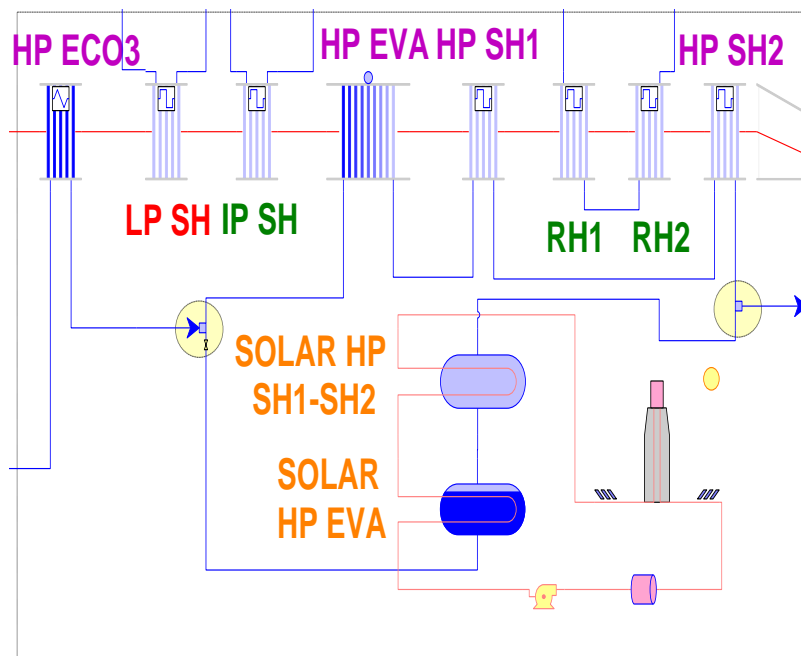 HP ECO3
HP EVA HP SH1
HP SH2
LP SH
IP SH
RH1
RH2
SOLAR HP
SH1-SH2
SOLAR
HP EVA